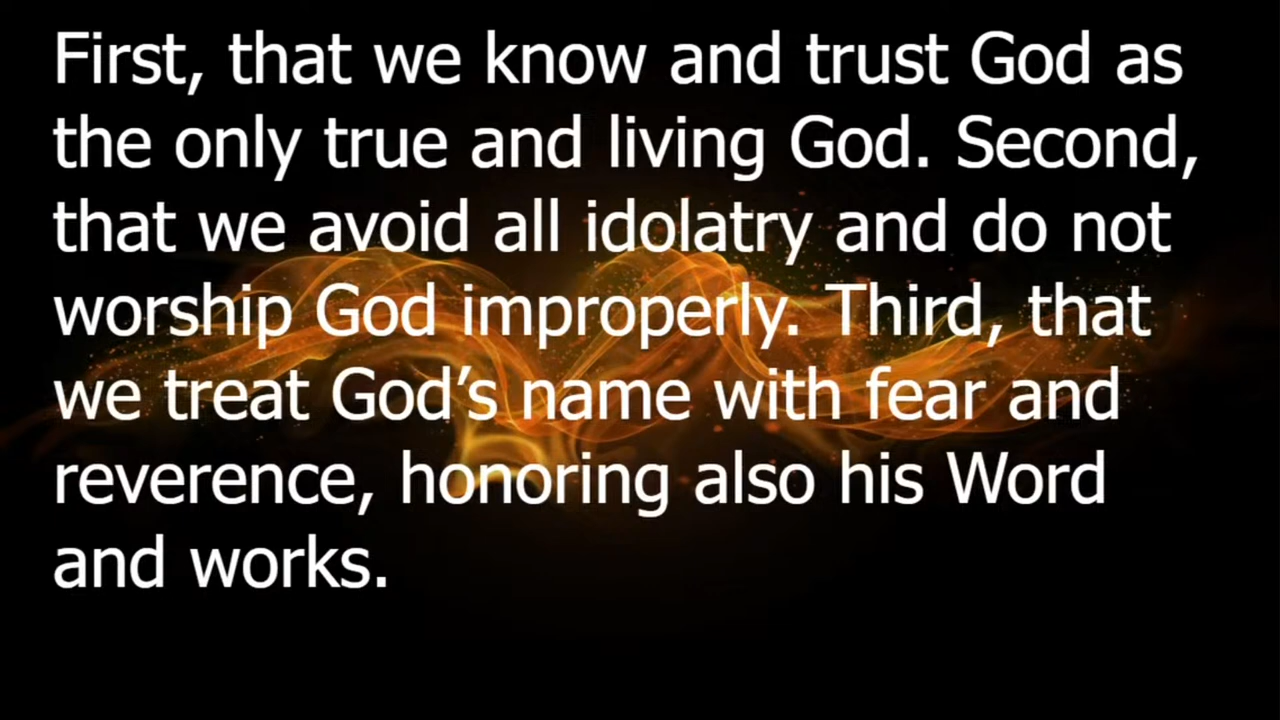 First, that we know and trust God as
the only true and living God. Second,
that we avoid all idolatry and do not
worship God improperly. Third, that
we treat God’s name with fear and
reverence, honoring also his Word
and works.